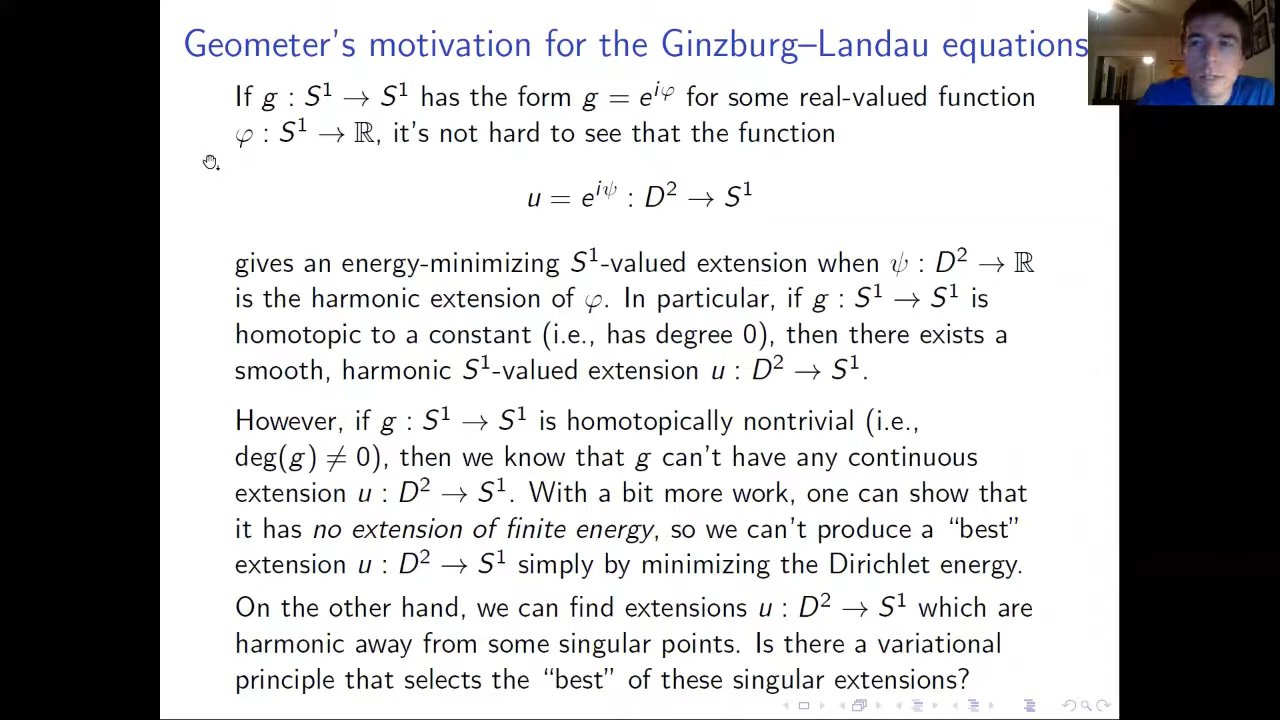 Geometer's motivation for the Ginzburg–Landau equations
If g : S¹ → S¹ has the form g = e^{iφ} for some real-valued function
φ : S¹ → ℝ, it's not hard to see that the function
u = e^{iψ} : D² → S¹
gives an energy-minimizing S¹-valued extension when ψ : D² → ℝ
is the harmonic extension of φ. In particular, if g : S¹ → S¹ is
homotopic to a constant (i.e., has degree 0), then there exists a
smooth, harmonic S¹-valued extension u : D² → S¹.
However, if g : S¹ → S¹ is homotopically nontrivial (i.e.,
deg(g) ≠ 0), then we know that g can't have any continuous
extension u : D² → S¹. With a bit more work, one can show that
it has no extension of finite energy, so we can't produce a “best”
extension u : D² → S¹ simply by minimizing the Dirichlet energy.
On the other hand, we can find extensions u : D² → S¹ which are
harmonic away from some singular points. Is there a variational
principle that selects the “best” of these singular extensions?